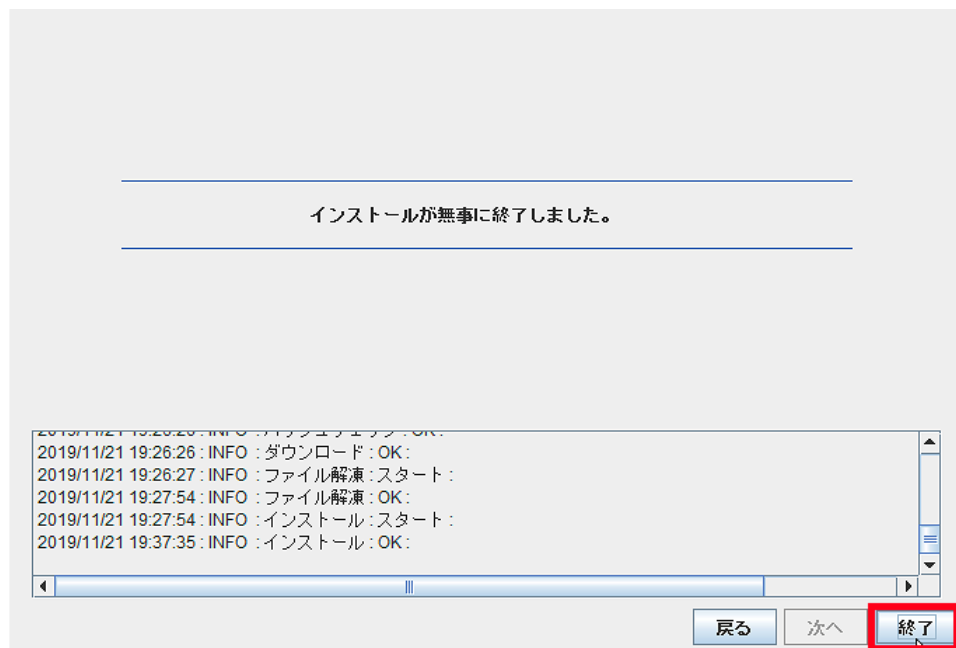 インストールが無事に終了しました。
2019/11/21 19:26:26 : INFO : ダウンロード : OK :
2019/11/21 19:26:27 : INFO : ファイル解凍 : スタート :
2019/11/21 19:27:54 : INFO : ファイル解凍 : OK :
2019/11/21 19:27:54 : INFO : インストール : スタート :
2019/11/21 19:37:35 : INFO : インストール : OK :
戻る 次へ 終了